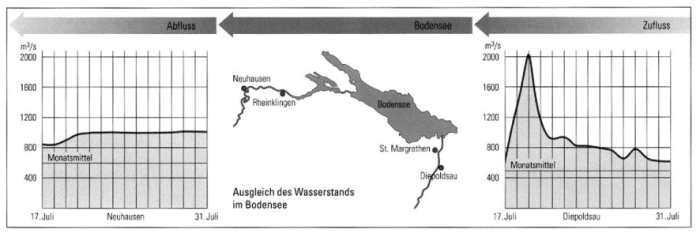 Abfluss
Bodensee
Zufluss
m³/s
2000
1600
1200
800
400
Monatsmittel
17. Juli
Neuhausen
31. Juli
Neuhausen
Rheinklingen
Bodensee
St. Margrethen
Diepoldsau
Ausgleich des Wasserstands
im Bodensee
m³/s
2000
1600
1200
800
400
Monatsmittel
17. Juli
Diepoldsau
31. Juli